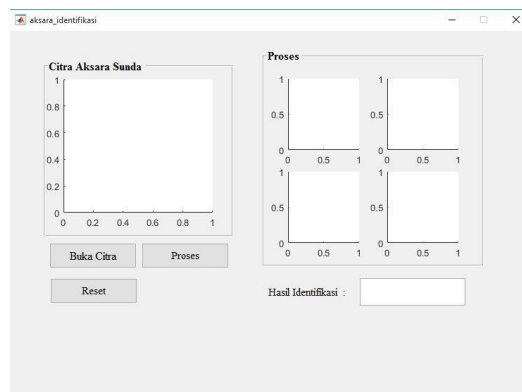 aksara_identifikasi
Citra Aksara Sunda
1
0.8
0.6
0.4
0.2
0
0 0.2 0.4 0.6 0.8 1
Buka Citra Proses
Reset
Proses
1 1
0.5 0.5
0 0
0 0.5 1 0 0.5 1
1 1
0.5 0.5
0 0
0 0.5 1 0 0.5 1
Hasil Identifikasi :